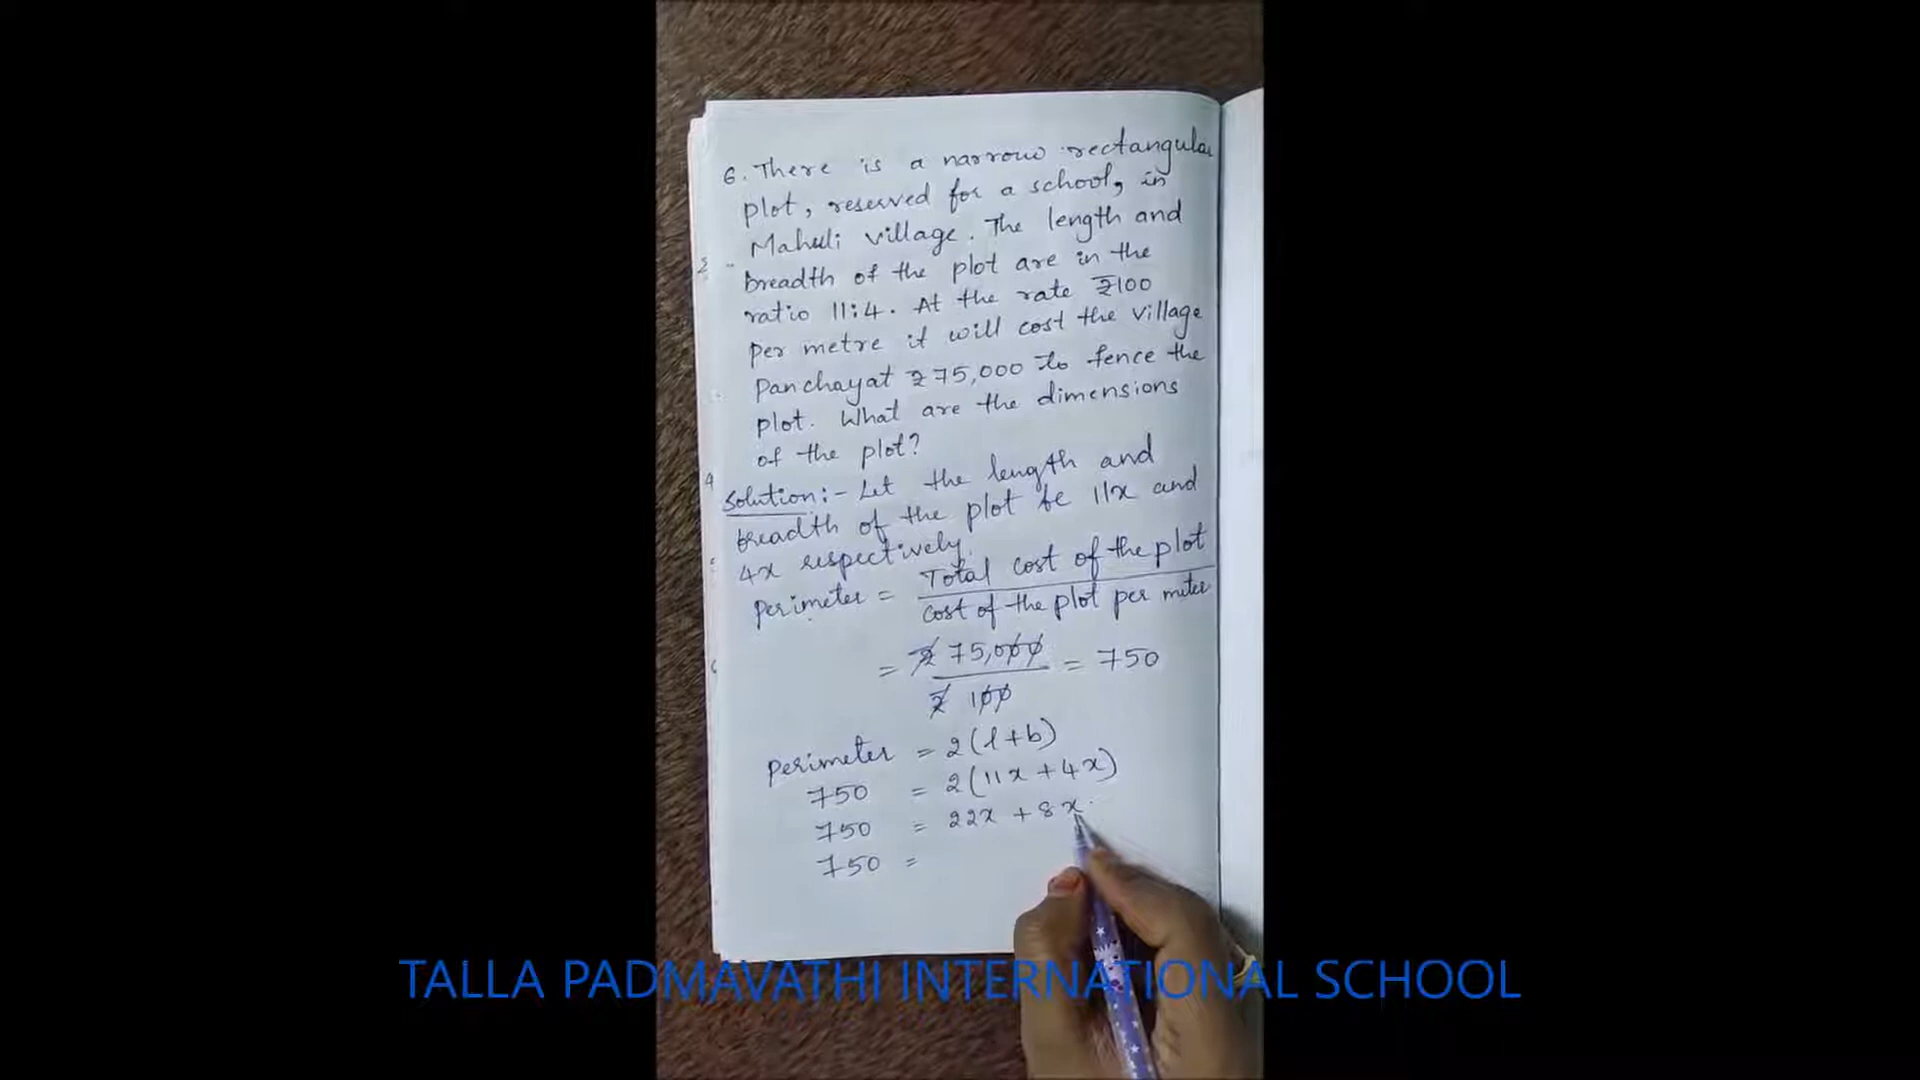 6. There is a narrow rectangular
plot, reserved for a school, in
Mahuli village. The length and
breadth of the plot are in the
ratio 11:4. At the rate ₹100
per metre it will cost the village
panchayat ₹75,000 to fence the
plot. What are the dimensions
of the plot?
Solution:- Let the length and
breadth of the plot be 11x and
4x respectively.
perimeter = Total cost of the plot
cost of the plot per meter
= ₹ 75,000 = 750
₹ 100
perimeter = 2(l+b)
750 = 2(11x+4x)
750 = 22x + 8x
750 =
TALLA PADMAVATHI INTERNATIONAL SCHOOL